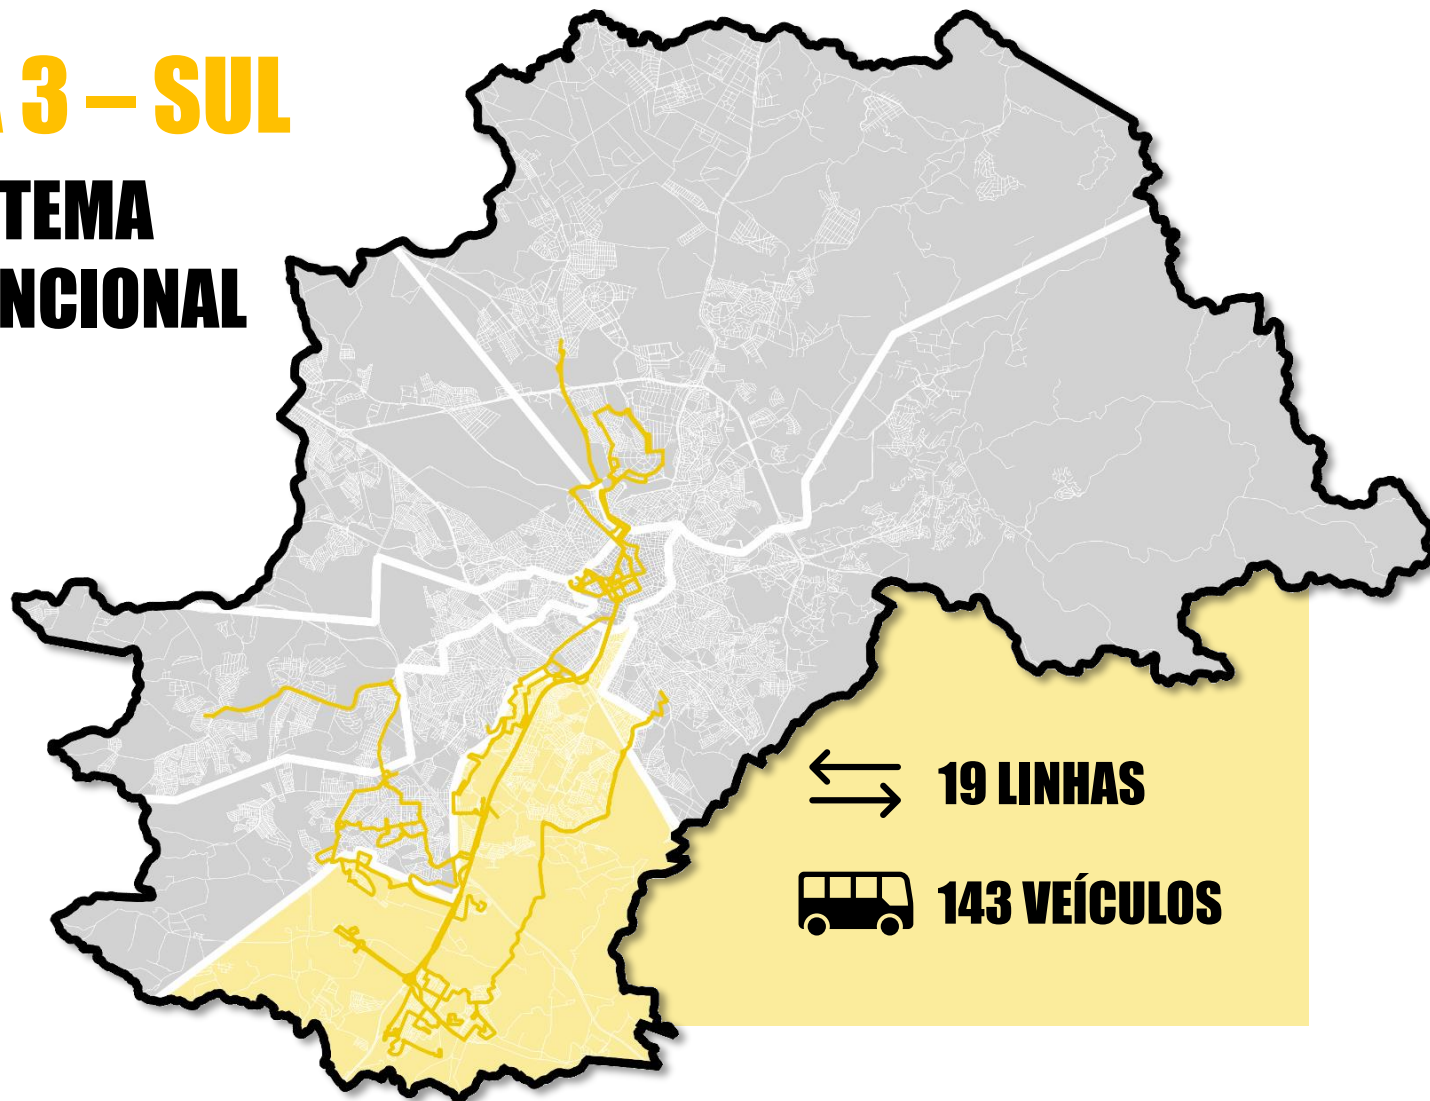 A 3 – SUL
TEMA
NCIONAL
19 LINHAS
143 VEÍCULOS